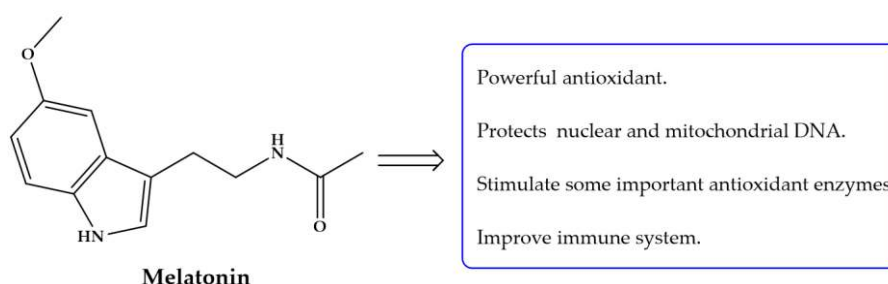 O
H
N
O
HN
Melatonin
Powerful antioxidant.
Protects nuclear and mitochondrial DNA.
Stimulate some important antioxidant enzymes
Improve immune system.